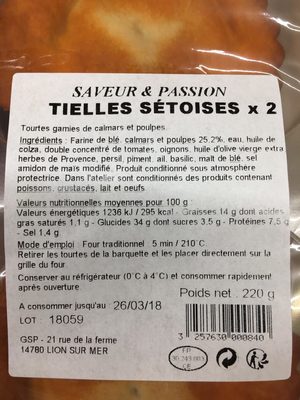 SAVEUR & PASSION
TIELLES SÉTOISES x 2
Tourtes garnies de calmars et poulpes.
Ingrédients : Farine de blé, calmars et poulpes 25.2%, eau, huile de
colza, double concentré de tomates, oignons, huile d'olive vierge extra
herbes de Provence, persil, piment, ail, basilic, malt de blé, sel
amidon de maïs modifié. Produit conditionné sous atmosphère
protectrice. Dans l'atelier sont conditionnés des produits contenant
poissons, crustacés, lait et oeufs
Valeurs nutritionnelles moyennes pour 100 g :
Valeurs énergétiques 1236 kJ / 295 kcal - Graisses 14 g dont acides
gras saturés 1,1 g - Glucides 34 g dont sucres 3.5 g - Protéines 7,5 g
- Sel 1,4 g
Mode d'emploi : Four traditionnel : 5 min / 210°C
Retirer les tourtes de la barquette et les placer directement sur la
grille du four.
Conserver au réfrigérateur (0°C à 4°C) et consommer rapidement
après ouverture.
Poids net : 220 g
A consommer jusqu'au : 26/03/18
LOT : 18059
3 257630 000840
GSP - 21 rue de la ferme
14780 LION SUR MER
FR
CE